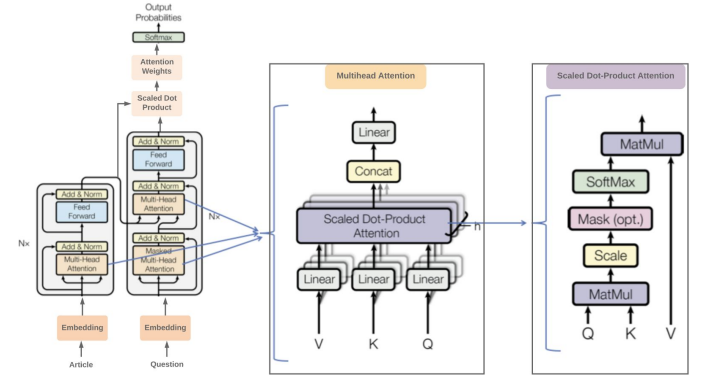 Output
Probabilities
Softmax
Attention
Weights
Scaled Dot
Product
Add & Norm
Feed
Forward
Add & Norm
Multi-Head
Attention
Nx
Add & Norm
Masked
Multi-Head
Attention
Add & Norm
Feed
Forward
Nx
Add & Norm
Multi-Head
Attention
Embedding
Embedding
Article
Question
Multihead Attention
Linear
Concat
Scaled Dot-Product
Attention
h
Linear
Linear
Linear
V
K
Q
Scaled Dot-Product Attention
MatMul
SoftMax
Mask (opt.)
Scale
MatMul
Q
K
V